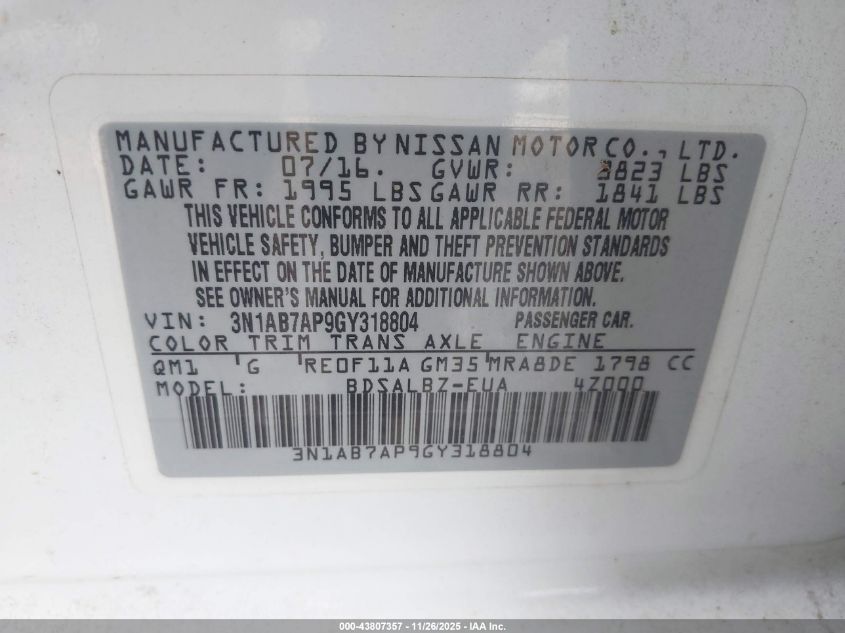 MANUFACTURED BY NISSAN MOTOR CO., LTD.
DATE: 07/16. GVWR: 3823 LBS
GAWR FR: 1995 LBS GAWR RR: 1841 LBS
THIS VEHICLE CONFORMS TO ALL APPLICABLE FEDERAL MOTOR
VEHICLE SAFETY, BUMPER AND THEFT PREVENTION STANDARDS
IN EFFECT ON THE DATE OF MANUFACTURE SHOWN ABOVE.
SEE OWNER'S MANUAL FOR ADDITIONAL INFORMATION.
VIN: 3N1AB7AP9GY318804 PASSENGER CAR.
COLOR TRIM TRANS AXLE ENGINE
QM1 G RE0F11A GM35 MRA8DE 1798 CC
MODEL: BDSALBZ-EUA 4Z000
3N1AB7AP9GY318804
000-43807357 - 11/26/2025 - IAA Inc.